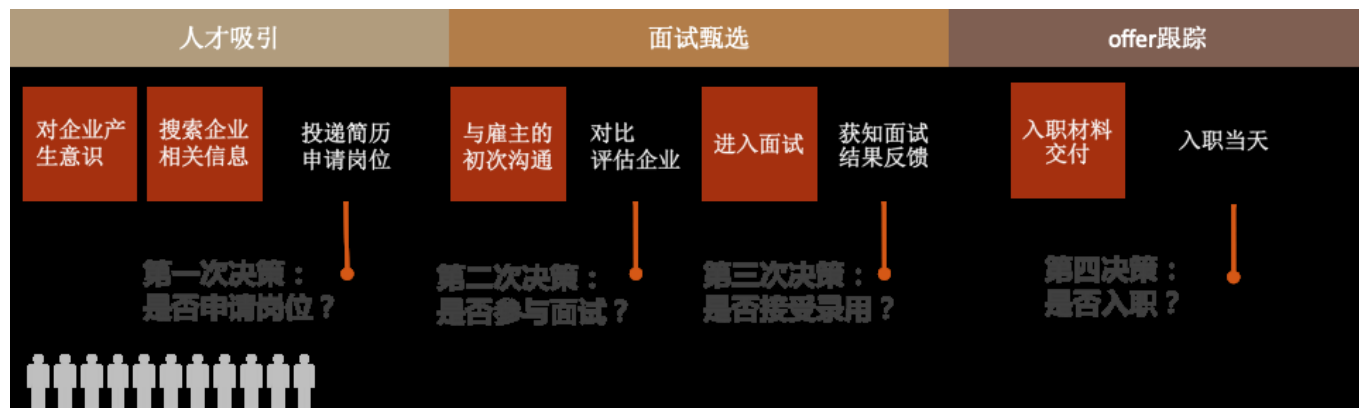 人才吸引
面试甄选
offer跟踪
对企业产
生意识
搜索企业
相关信息
投递简历
申请岗位
与雇主的
初次沟通
对比
评估企业
进入面试
获知面试
结果反馈
入职材料
交付
入职当天
第一次决策：
是否申请岗位？
第二次决策：
是否参与面试？
第三次决策：
是否接受录用？
第四决策：
是否入职？